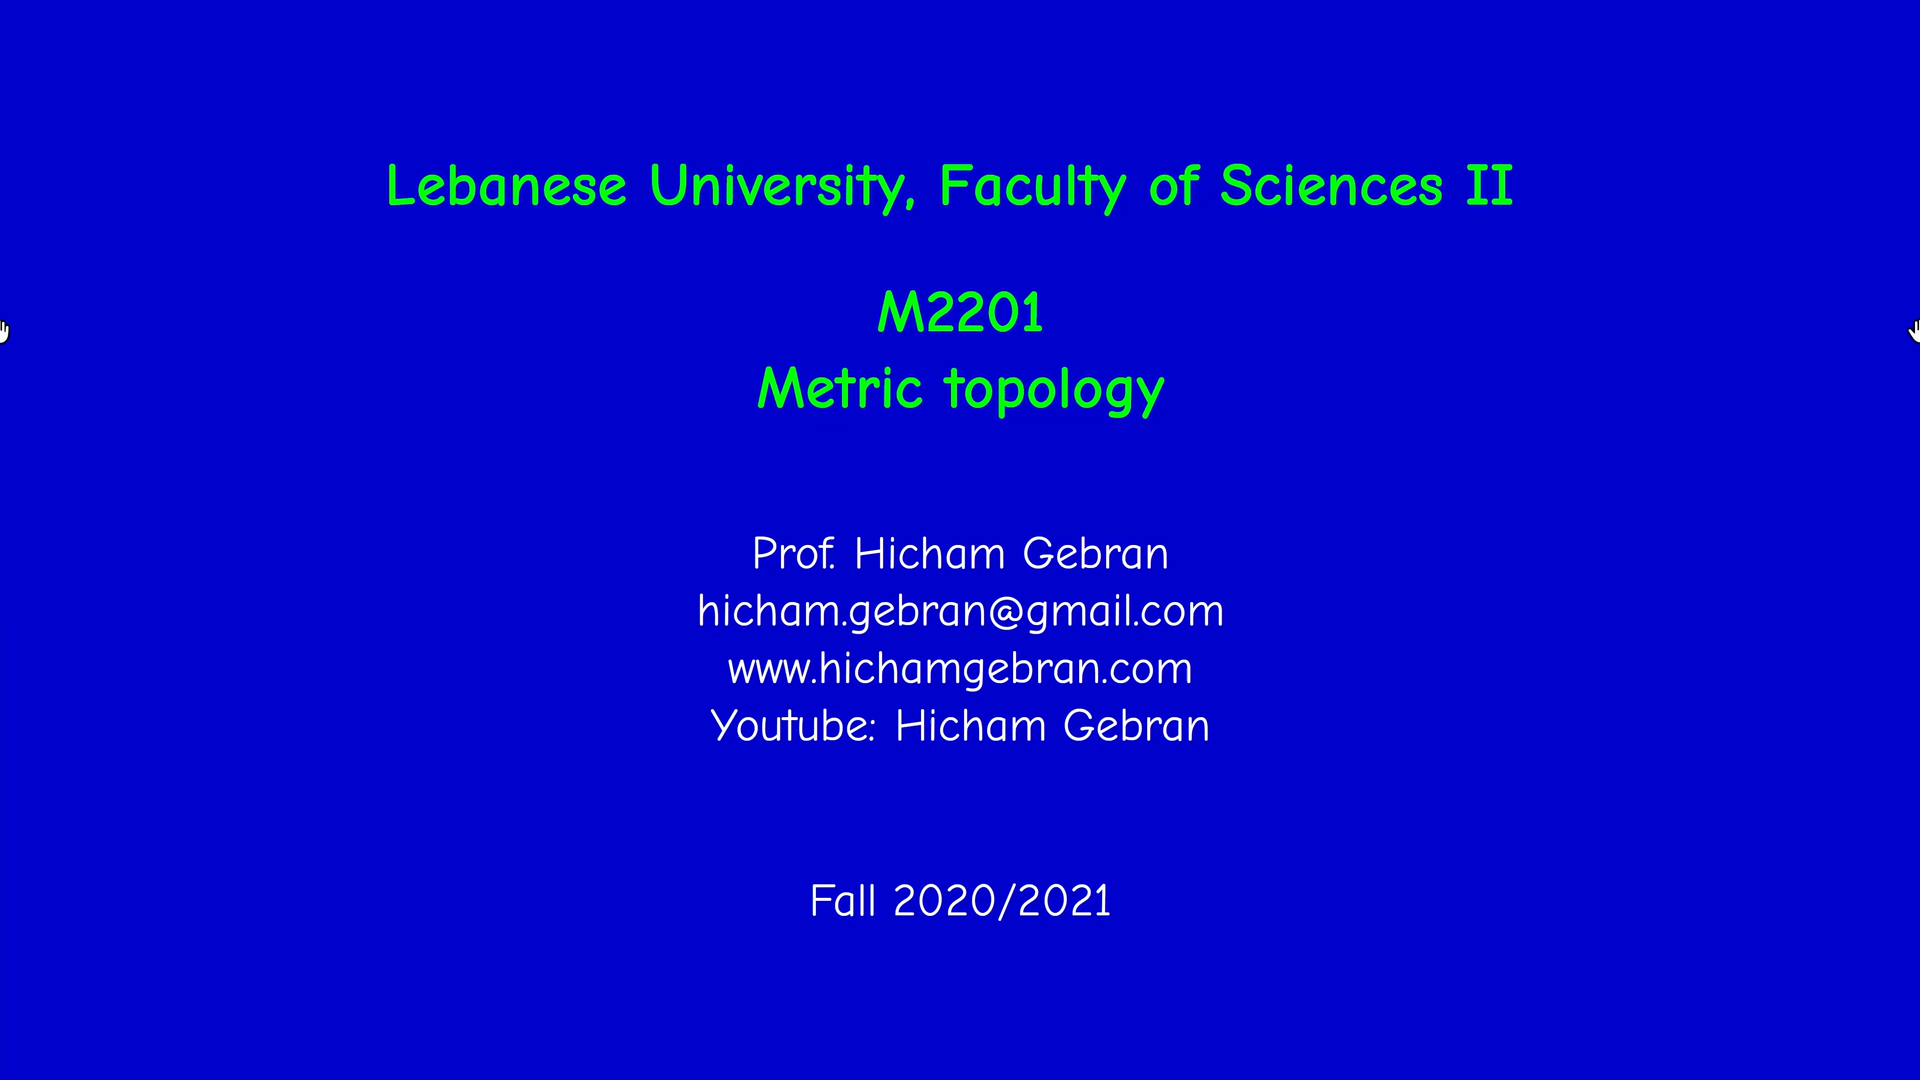 Lebanese University, Faculty of Sciences II
M2201
Metric topology
Prof. Hicham Gebran
hicham.gebran@gmail.com
www.hichamgebran.com
Youtube: Hicham Gebran
Fall 2020/2021